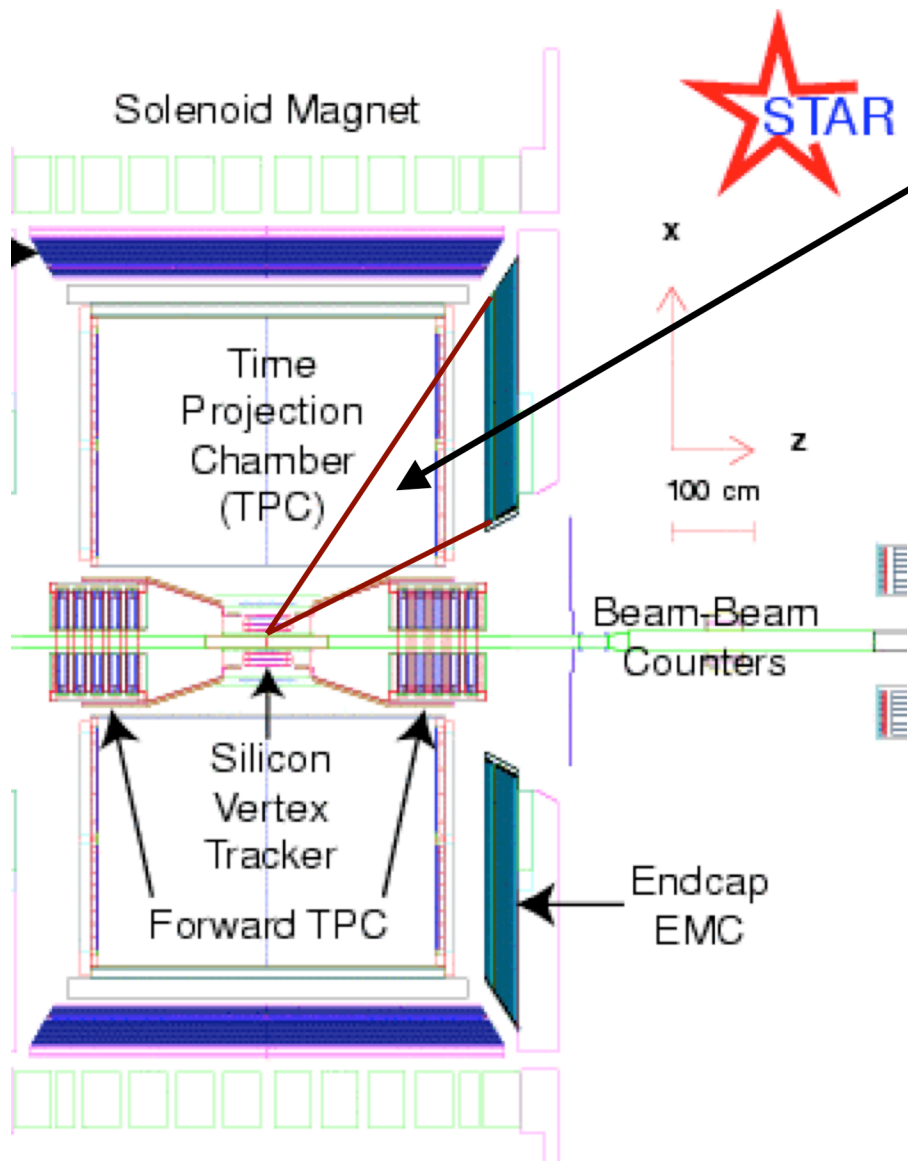 Solenoid Magnet
STAR
x
z
100 cm
Time
Projection
Chamber
(TPC)
Beam-Beam
Counters
Silicon
Vertex
Tracker
Forward TPC
Endcap
EMC